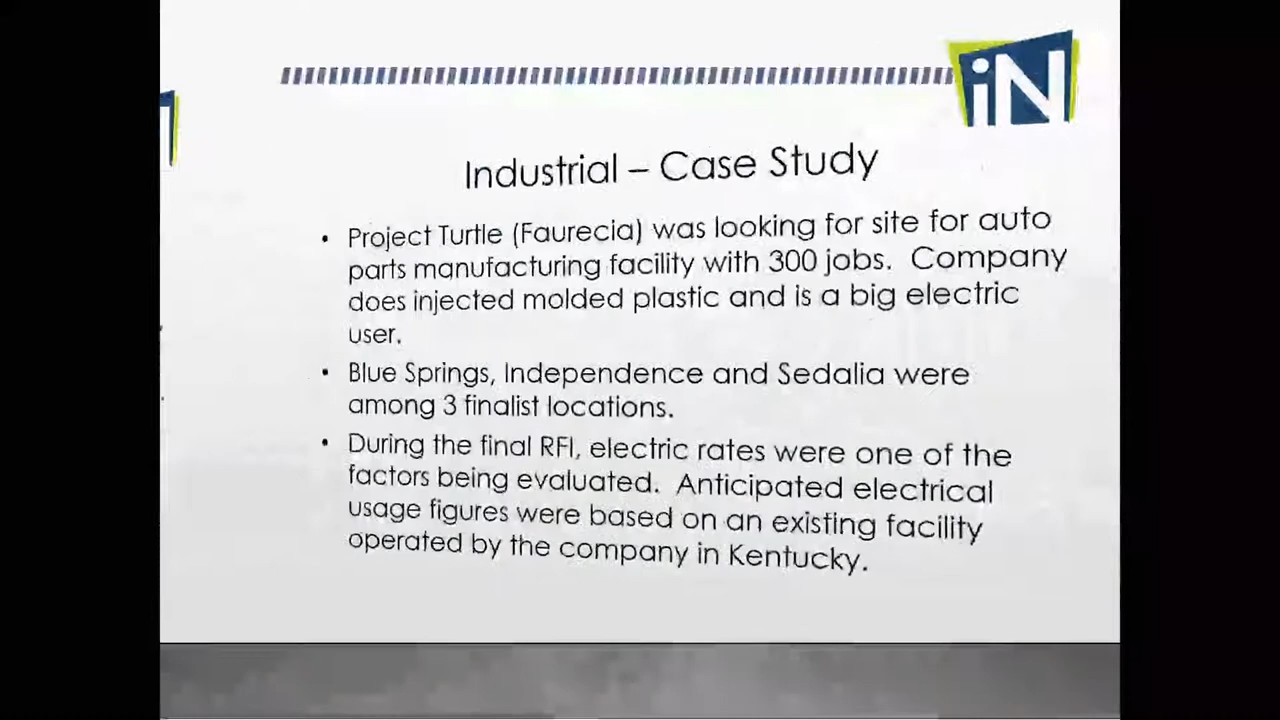 iN
Industrial – Case Study
• Project Turtle (Faurecia) was looking for site for auto
parts manufacturing facility with 300 jobs.  Company
does injected molded plastic and is a big electric
user.
• Blue Springs, Independence and Sedalia were
among 3 finalist locations.
• During the final RFI, electric rates were one of the
factors being evaluated.  Anticipated electrical
usage figures were based on an existing facility
operated by the company in Kentucky.